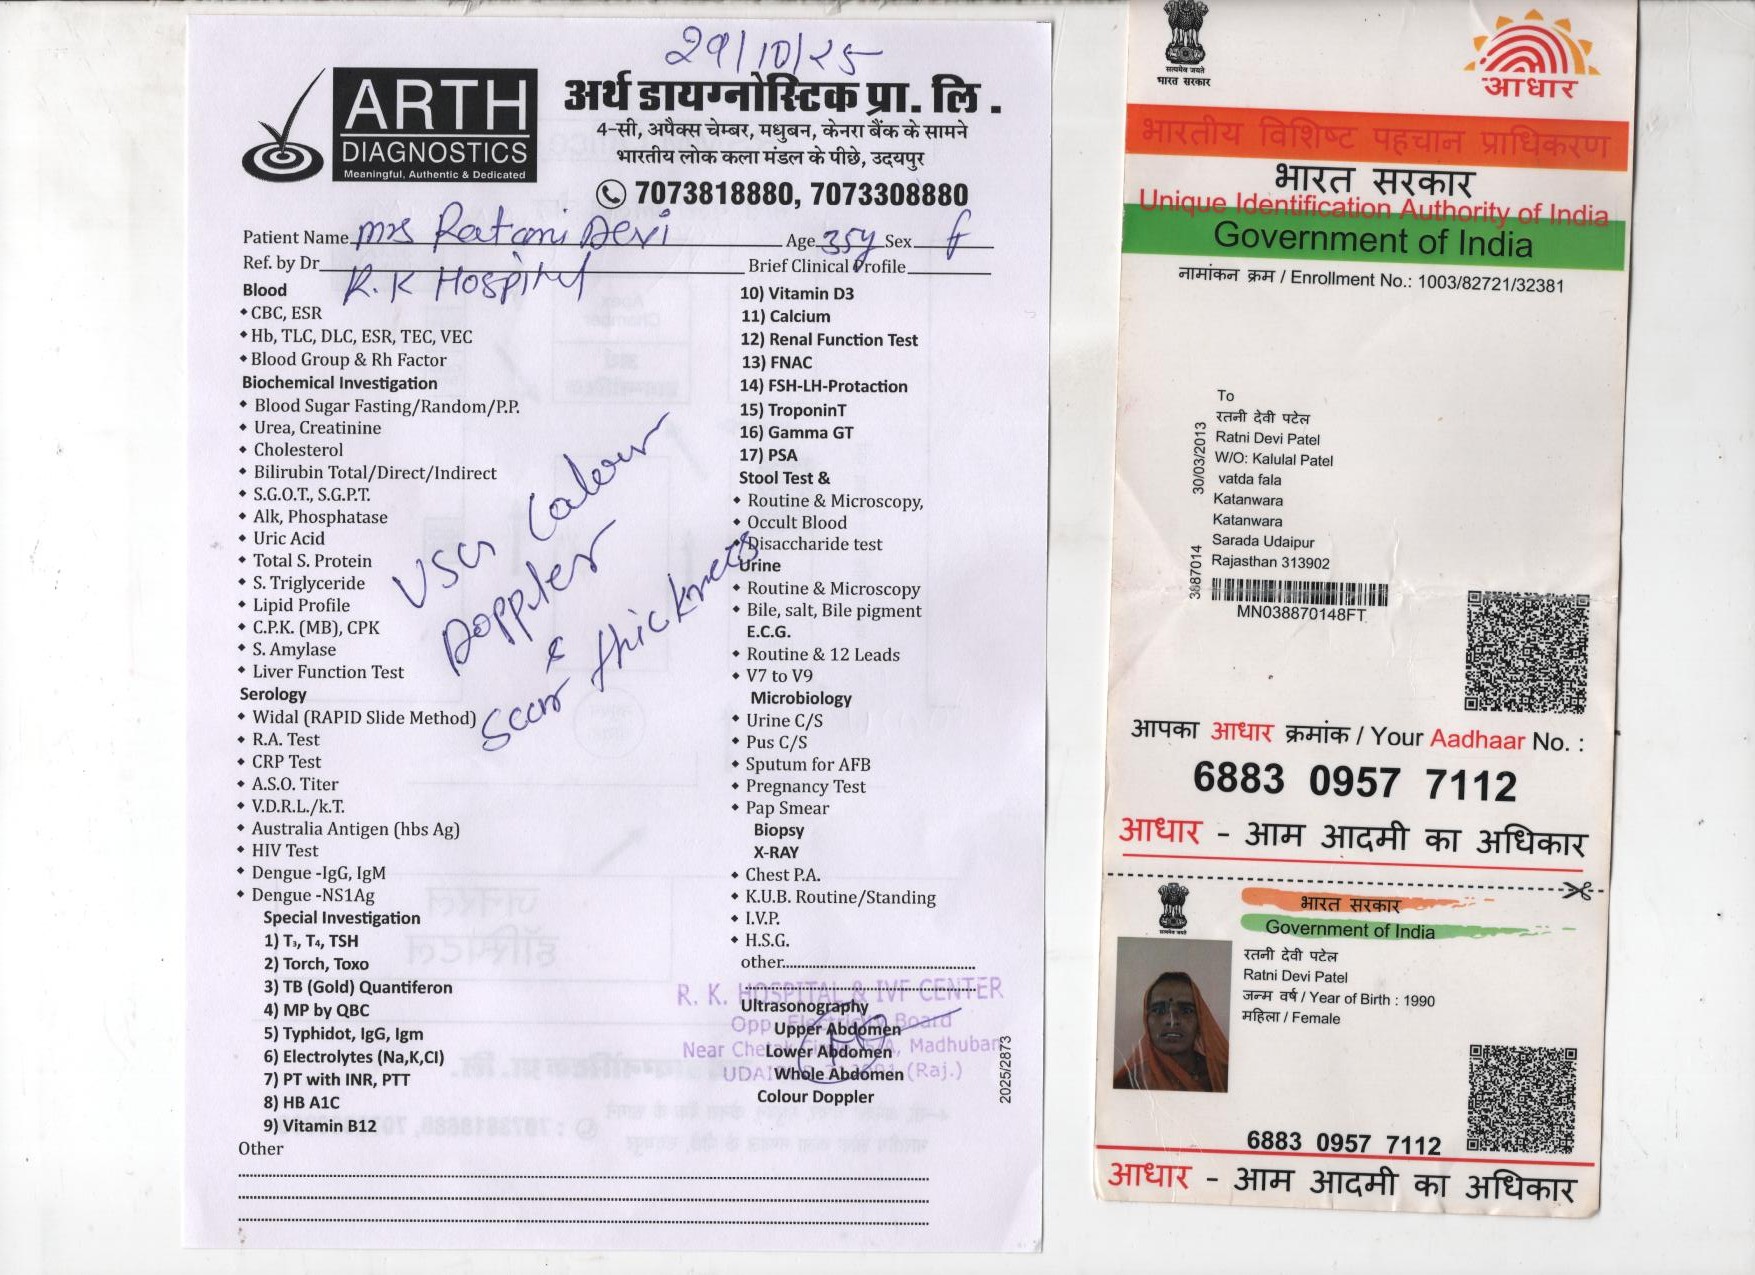 29/10/25
ARTH
DIAGNOSTICS
Meaningful, Authentic & Dedicated
अर्थ डायग्नोस्टिक प्रा. लि .
4-सी, अपैक्स चेम्बर, मधुबन, केनरा बैंक के सामने
भारतीय लोक कला मंडल के पीछे, उदयपुर
7073818880, 7073308880
Patient Name mrs Ratani Devi Age 35y Sex f
Ref. by Dr R.K Hospital Brief Clinical Profile
Blood
CBC, ESR
Hb, TLC, DLC, ESR, TEC, VEC
Blood Group & Rh Factor
Biochemical Investigation
Blood Sugar Fasting/Random/P.P.
Urea, Creatinine
Cholesterol
Bilirubin Total/Direct/Indirect
S.G.O.T., S.G.P.T.
Alk, Phosphatase
Uric Acid
Total S. Protein
S. Triglyceride
Lipid Profile
C.P.K. (MB), CPK
S. Amylase
Liver Function Test
Serology
Widal (RAPID Slide Method)
R.A. Test
CRP Test
A.S.O. Titer
V.D.R.L./k.T.
Australia Antigen (hbs Ag)
HIV Test
Dengue -IgG, IgM
Dengue -NS1Ag
Special Investigation
1) T₃, T₄, TSH
2) Torch, Toxo
3) TB (Gold) Quantiferon
4) MP by QBC
5) Typhidot, IgG, Igm
6) Electrolytes (Na,K,Cl)
7) PT with INR, PTT
8) HB A1C
9) Vitamin B12
Other
USG Colour
Doppler
&
Scar thickness
10) Vitamin D3
11) Calcium
12) Renal Function Test
13) FNAC
14) FSH-LH-Protaction
15) TroponinT
16) Gamma GT
17) PSA
Stool Test &
Routine & Microscopy,
Occult Blood
Disaccharide test
Urine
Routine & Microscopy
Bile, salt, Bile pigment
E.C.G.
Routine & 12 Leads
V7 to V9
Microbiology
Urine C/S
Pus C/S
Sputum for AFB
Pregnancy Test
Pap Smear
Biopsy
X-RAY
Chest P.A.
K.U.B. Routine/Standing
I.V.P.
H.S.G.
other
Ultrasonography
Upper Abdomen
Lower Abdomen
Whole Abdomen
Colour Doppler
R. K. HOSPITAL & IVF CENTER
Opp. Electricity Board
Near Chetak Circle, 5/A, Madhuban
UDAIPUR (Raj.)
2025/2873
सत्यमेव जयते
भारत सरकार
आधार
भारतीय विशिष्ट पहचान प्राधिकरण
भारत सरकार
Unique Identification Authority of India
Government of India
नामांकन क्रम / Enrollment No.: 1003/82721/32381
To
रतनी देवी पटेल
Ratni Devi Patel
W/O: Kalulal Patel
vatda fala
Katanwara
Katanwara
Sarada Udaipur
Rajasthan 313902
30/03/2013
3887014
MN038870148FT
आपका आधार क्रमांक / Your Aadhaar No. :
6883 0957 7112
आधार - आम आदमी का अधिकार
भारत सरकार
Government of India
रतनी देवी पटेल
Ratni Devi Patel
जन्म वर्ष / Year of Birth : 1990
महिला / Female
6883 0957 7112
आधार - आम आदमी का अधिकार